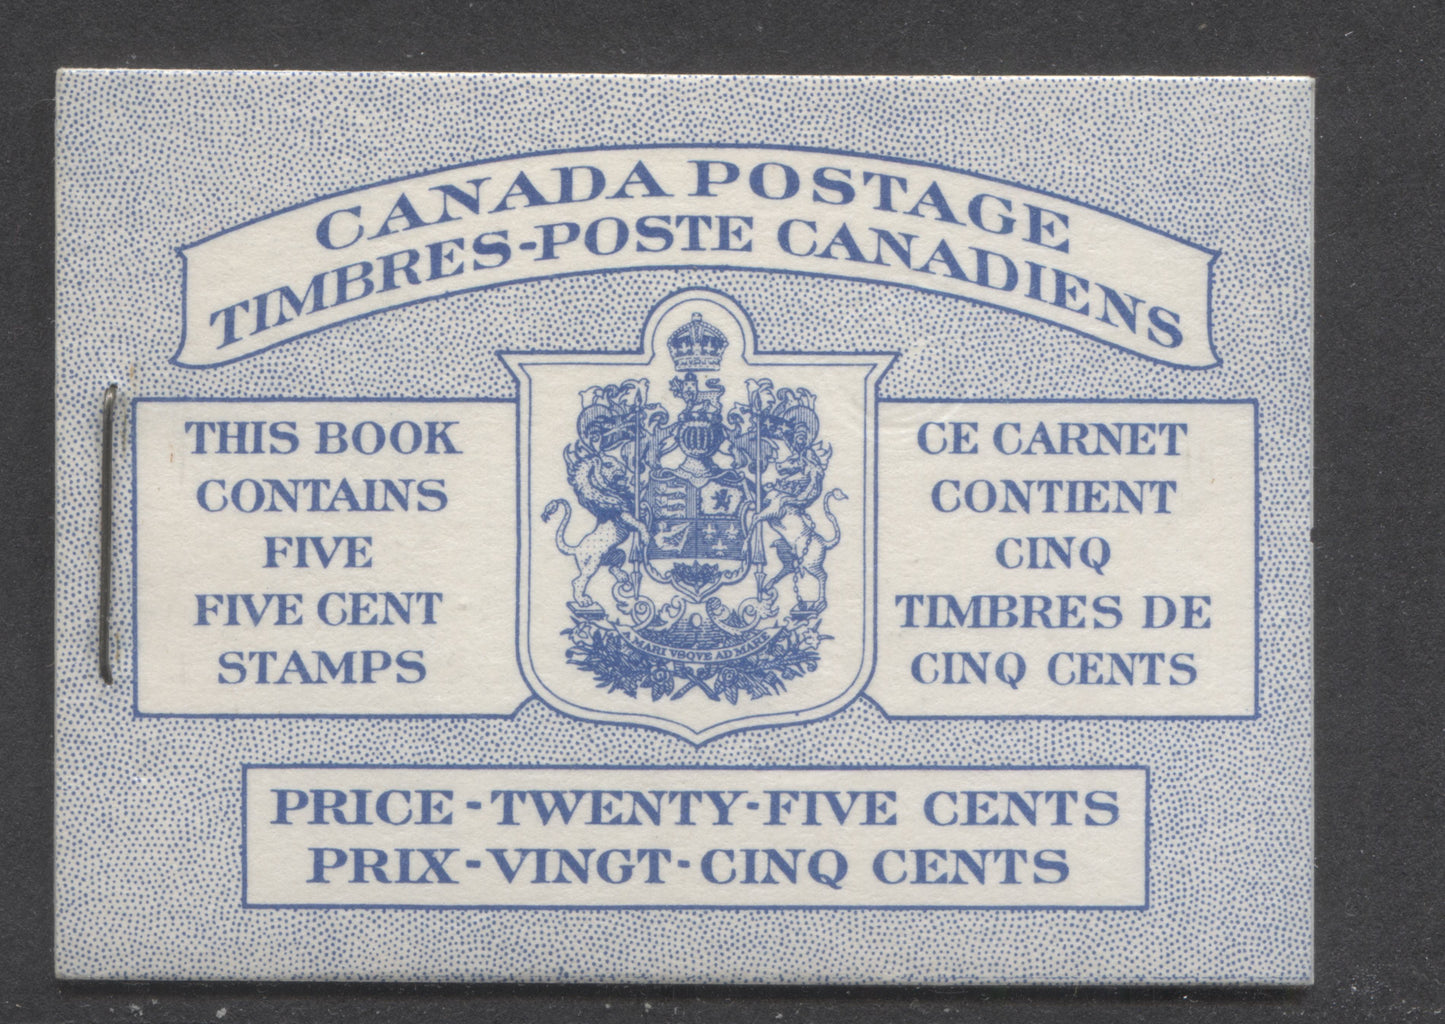 CANADA POSTAGE
TIMBRES-POSTE CANADIENS
THIS BOOK
CONTAINS
FIVE
FIVE CENT
STAMPS
A MARI VSQVE AD MARE
CE CARNET
CONTIENT
CINQ
TIMBRES DE
CINQ CENTS
PRICE-TWENTY-FIVE CENTS
PRIX-VINGT-CINQ CENTS